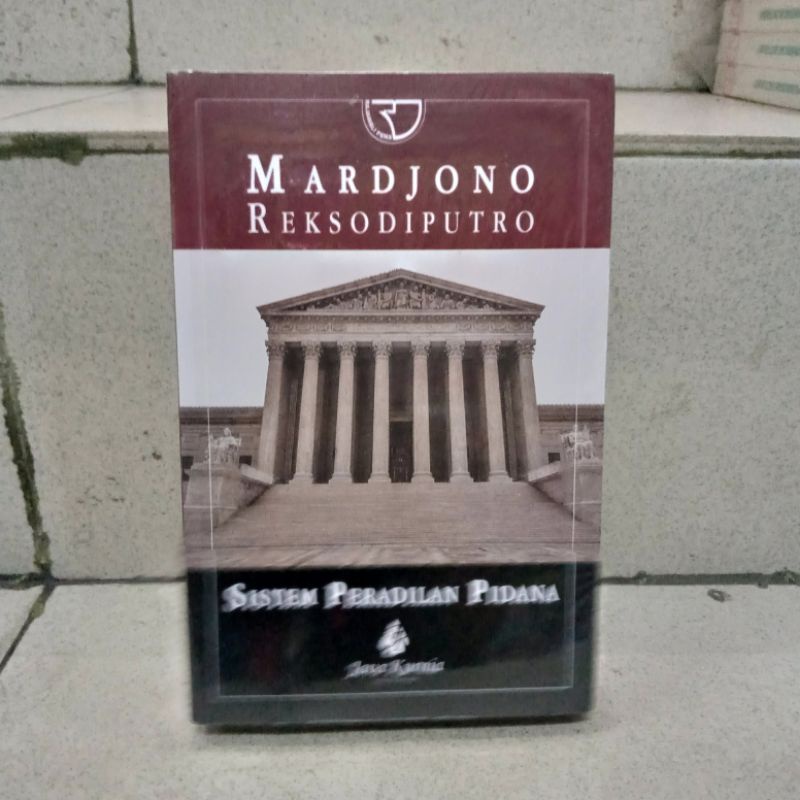 MARDJONO
REKSODIPUTRO
SISTEM PERADILAN PIDANA
Java Kurnia